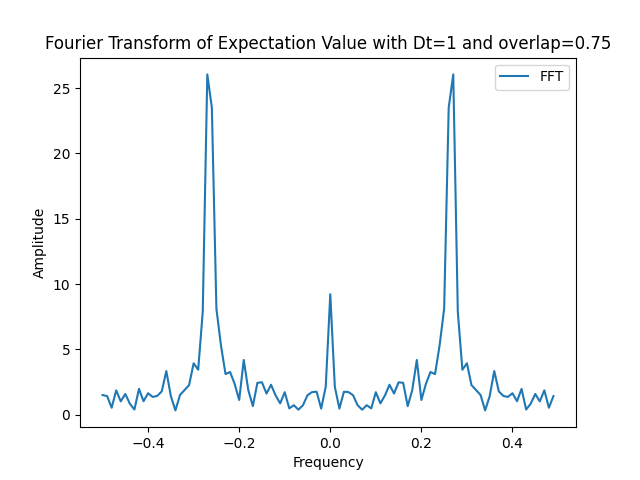 Fourier Transform of Expectation Value with Dt=1 and overlap=0.75
FFT
25
20
15
10
5
0
Amplitude
−0.4
−0.2
0.0
0.2
0.4
Frequency